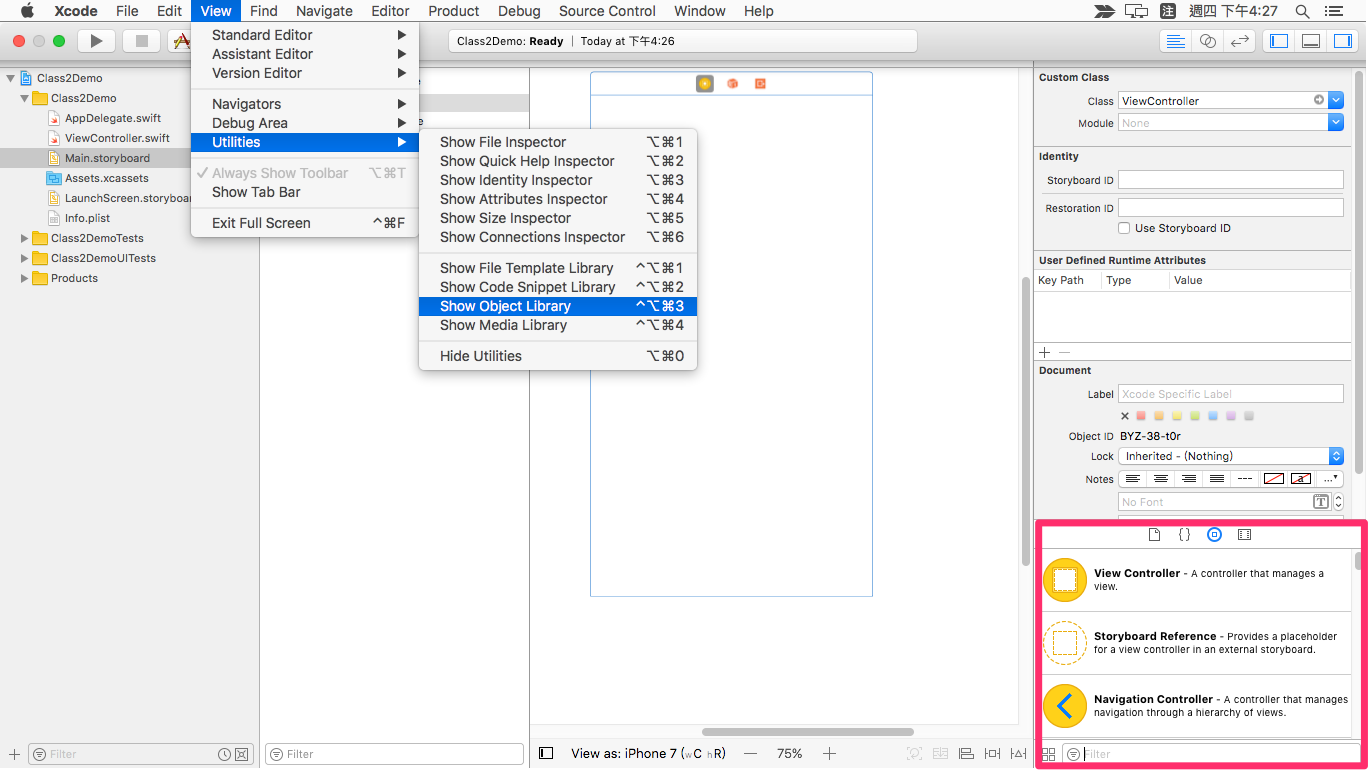 Xcode File Edit View Find Navigate Editor Product Debug Source Control Window Help 注 週四 下午4:27
Class2Demo: Ready | Today at 下午4:26
Standard Editor
Assistant Editor
Version Editor
Navigators
Debug Area
Utilities
✓ Always Show Toolbar ⌥⌘T
Show Tab Bar
Exit Full Screen ^⌘F
Show File Inspector ⌥⌘1
Show Quick Help Inspector ⌥⌘2
Show Identity Inspector ⌥⌘3
Show Attributes Inspector ⌥⌘4
Show Size Inspector ⌥⌘5
Show Connections Inspector ⌥⌘6
Show File Template Library ^⌥⌘1
Show Code Snippet Library ^⌥⌘2
Show Object Library ^⌥⌘3
Show Media Library ^⌥⌘4
Hide Utilities ⌥⌘0
Class2Demo
Class2Demo
AppDelegate.swift
ViewController.swift
Main.storyboard
Assets.xcassets
LaunchScreen.storyboar
Info.plist
Class2DemoTests
Class2DemoUITests
Products
Filter
Filter
View as: iPhone 7 (wC hR) — 75% +
Custom Class
Class ViewController
Module None
Identity
Storyboard ID
Restoration ID
Use Storyboard ID
User Defined Runtime Attributes
Key Path Type Value
+ —
Document
Label Xcode Specific Label
Object ID BYZ-38-t0r
Lock Inherited - (Nothing)
Notes
No Font T
{ }
View Controller - A controller that manages a
view.
Storyboard Reference - Provides a placeholder
for a view controller in an external storyboard.
Navigation Controller - A controller that manages
navigation through a hierarchy of views.
Filter